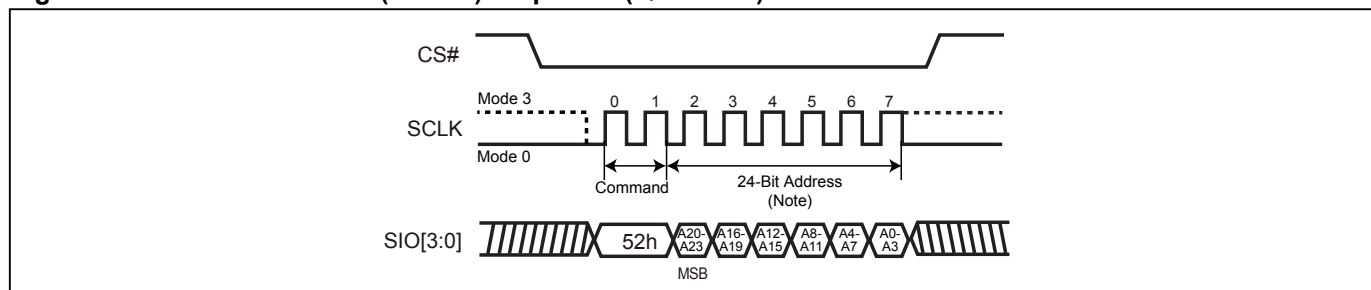 CS#
Mode 3
0 1 2 3 4 5 6 7
SCLK
Mode 0
Command
24-Bit Address
(Note)
SIO[3:0]
52h
A20-
A23
A16-
A19
A12-
A15
A8-
A11
A4-
A7
A0-
A3
MSB